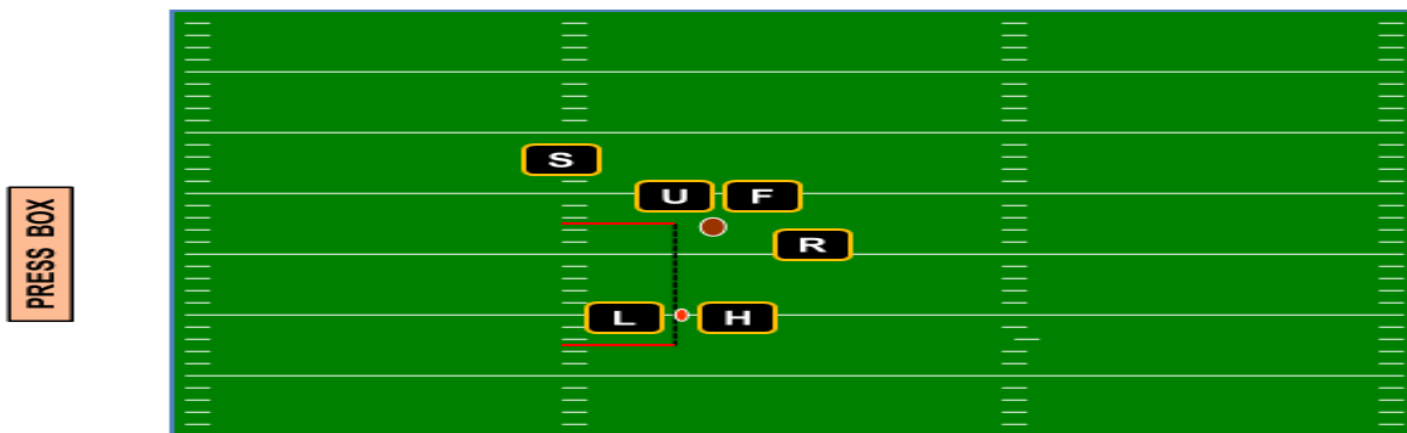 PRESS BOX
S
U F
R
L H